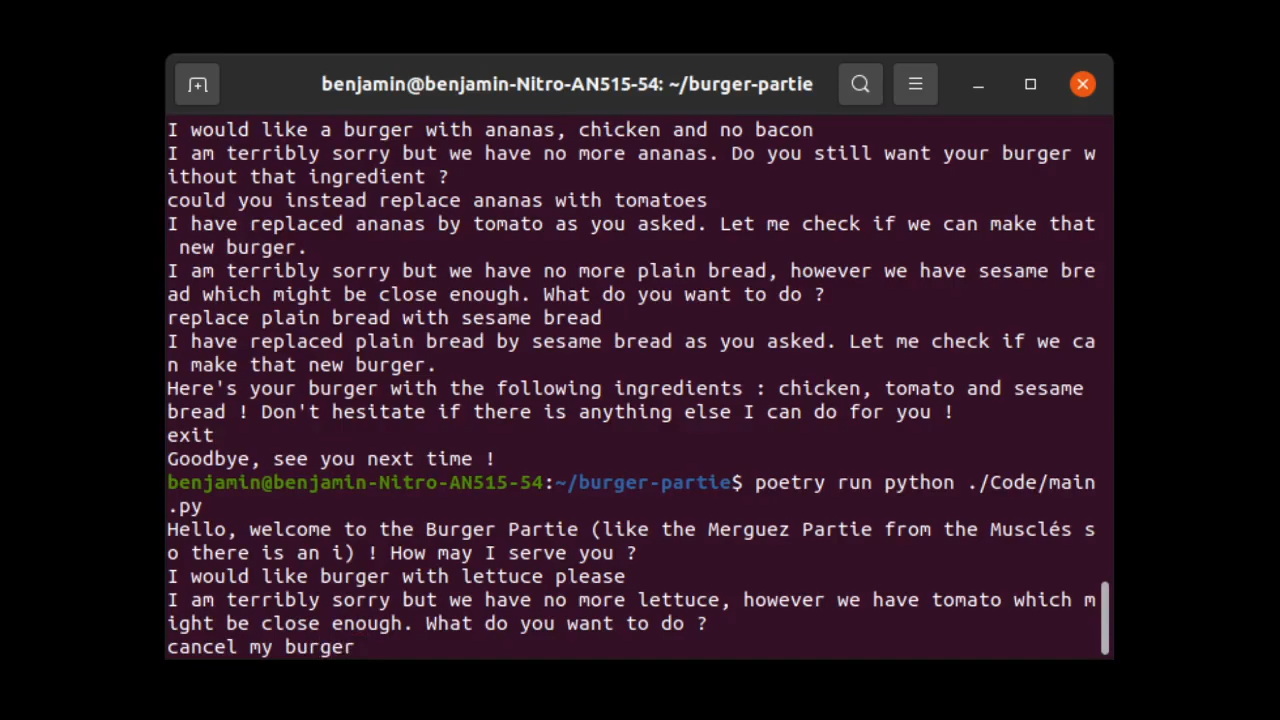 benjamin@benjamin-Nitro-AN515-54: ~/burger-partie
I would like a burger with ananas, chicken and no bacon
I am terribly sorry but we have no more ananas. Do you still want your burger w
ithout that ingredient ?
could you instead replace ananas with tomatoes
I have replaced ananas by tomato as you asked. Let me check if we can make that
 new burger.
I am terribly sorry but we have no more plain bread, however we have sesame bre
ad which might be close enough. What do you want to do ?
replace plain bread with sesame bread
I have replaced plain bread by sesame bread as you asked. Let me check if we ca
n make that new burger.
Here's your burger with the following ingredients : chicken, tomato and sesame
bread ! Don't hesitate if there is anything else I can do for you !
exit
Goodbye, see you next time !
benjamin@benjamin-Nitro-AN515-54:~/burger-partie$ poetry run python ./Code/main
.py
Hello, welcome to the Burger Partie (like the Merguez Partie from the Musclés s
o there is an i) ! How may I serve you ?
I would like burger with lettuce please
I am terribly sorry but we have no more lettuce, however we have tomato which m
ight be close enough. What do you want to do ?
cancel my burger